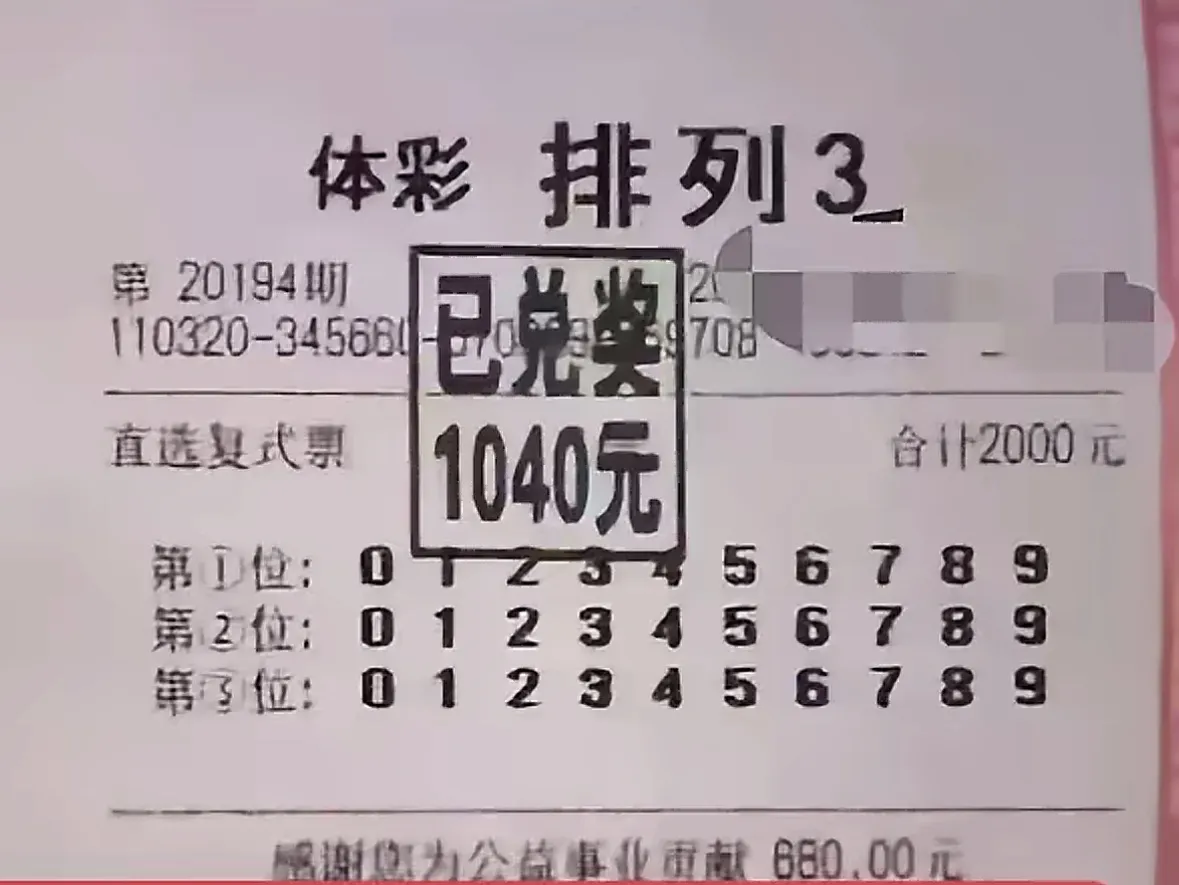 体彩 排列3
第 20194期
110320-345660
9708
已兑奖
1040元
直选复式票 合计2000元
第①位: 0 1 2 3 4 5 6 7 8 9
第②位: 0 1 2 3 4 5 6 7 8 9
第③位: 0 1 2 3 4 5 6 7 8 9
感谢您为公益事业贡献 680.00元